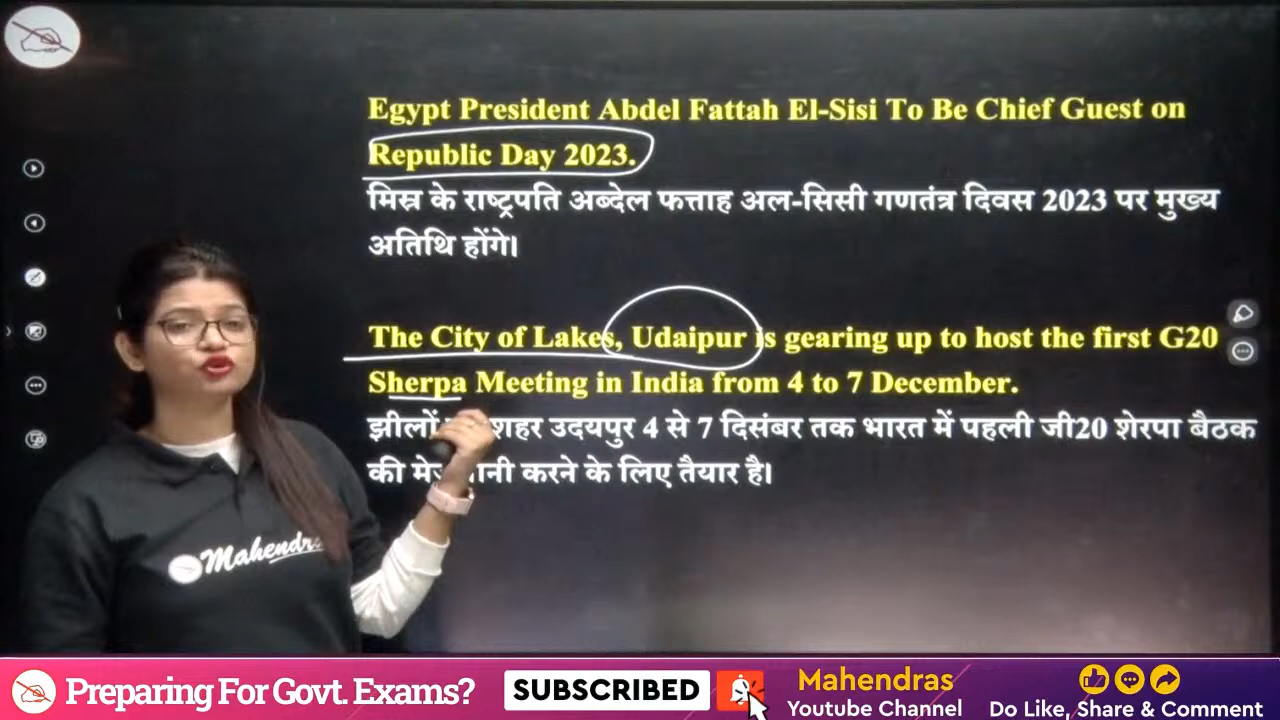 Egypt President Abdel Fattah El-Sisi To Be Chief Guest on
Republic Day 2023.
मिस्र के राष्ट्रपति अब्देल फत्ताह अल-सिसी गणतंत्र दिवस 2023 पर मुख्य
अतिथि होंगे।
The City of Lakes, Udaipur is gearing up to host the first G20
Sherpa Meeting in India from 4 to 7 December.
झीलों शहर उदयपुर 4 से 7 दिसंबर तक भारत में पहली जी20 शेरपा बैठक
की करने के लिए तैयार है।
Mahendras
Preparing For Govt. Exams?
SUBSCRIBED
Mahendras
Youtube Channel
Do Like, Share & Comment